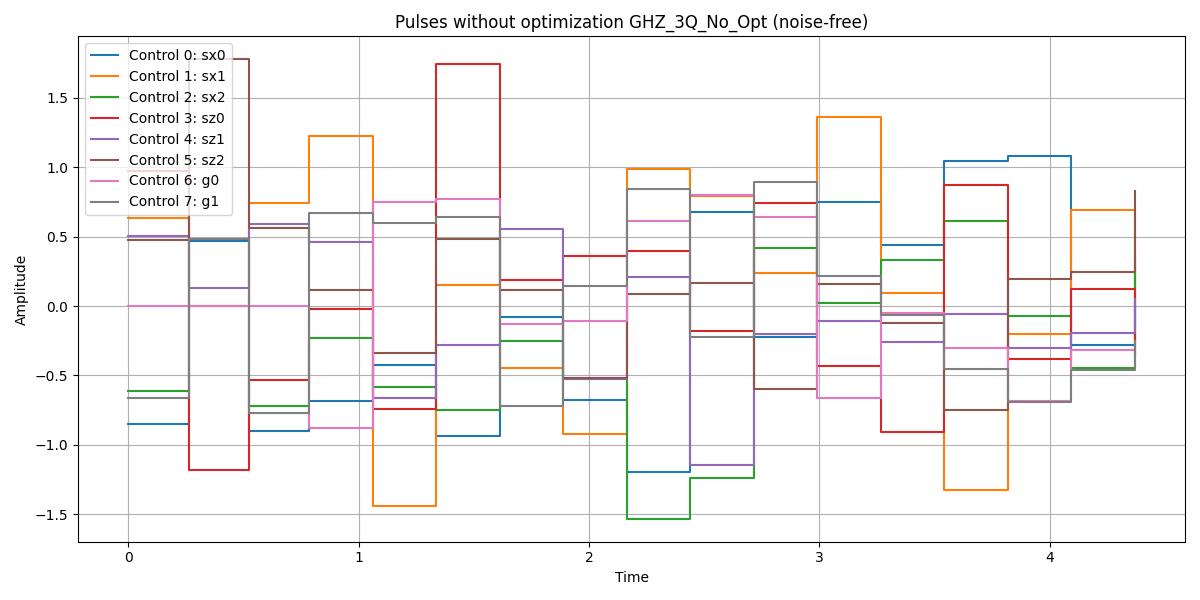 Pulses without optimization GHZ_3Q_No_Opt (noise-free)
Control 0: sx0
Control 1: sx1
Control 2: sx2
Control 3: sz0
Control 4: sz1
Control 5: sz2
Control 6: g0
Control 7: g1
Amplitude
1.5
1.0
0.5
0.0
−0.5
−1.0
−1.5
0 1 2 3 4
Time